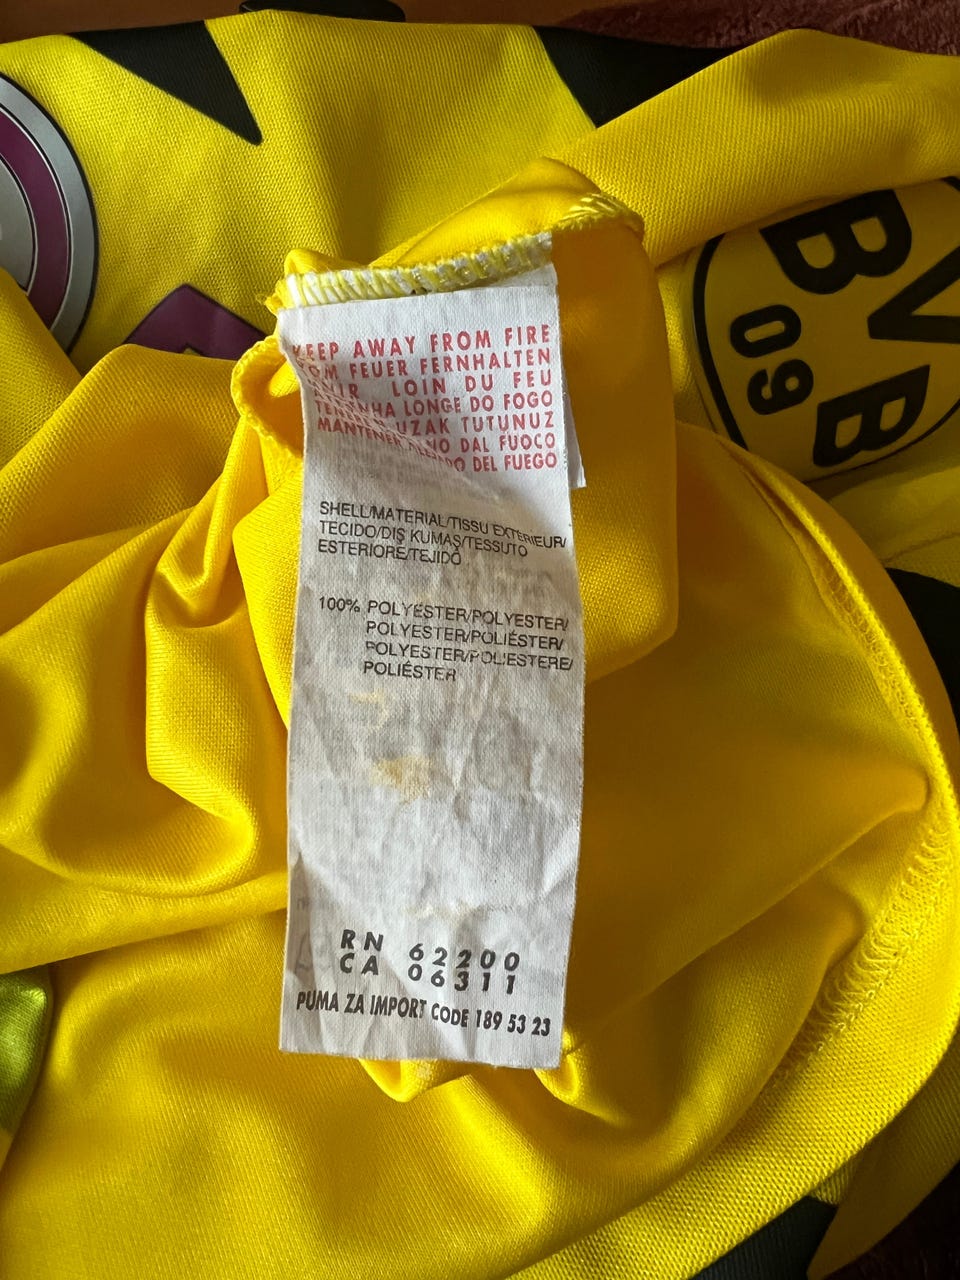 KEEP AWAY FROM FIRE
VOM FEUER FERNHALTEN
LOIN DU FEU
LONGE DO FOGO
UZAK TUTUNUZ
MANTENERE DAL FUOCO
DEL FUEGO
SHELL/MATERIAL/TISSU EXTÉRIEUR/
TECIDO/DIŞ KUMAŞ/TESSUTO
ESTERIORE/TEJIDO
100% POLYESTER/POLYESTER/
POLYESTER/POLIÉSTER/
POLYESTER/POLIESTERE/
POLIÉSTER
RN 62200
CA 06311
PUMA ZA IMPORT CODE 189 53 23
BVB
09